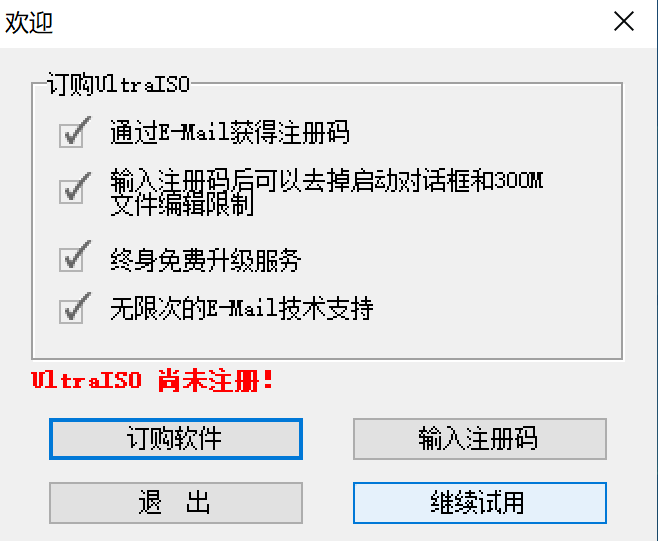 欢迎
订购UltraISO
通过E-Mail获得注册码
输入注册码后可以去掉启动对话框和300M
文件编辑限制
终身免费升级服务
无限次的E-Mail技术支持
UltraISO 尚未注册!
订购软件
输入注册码
退 出
继续试用